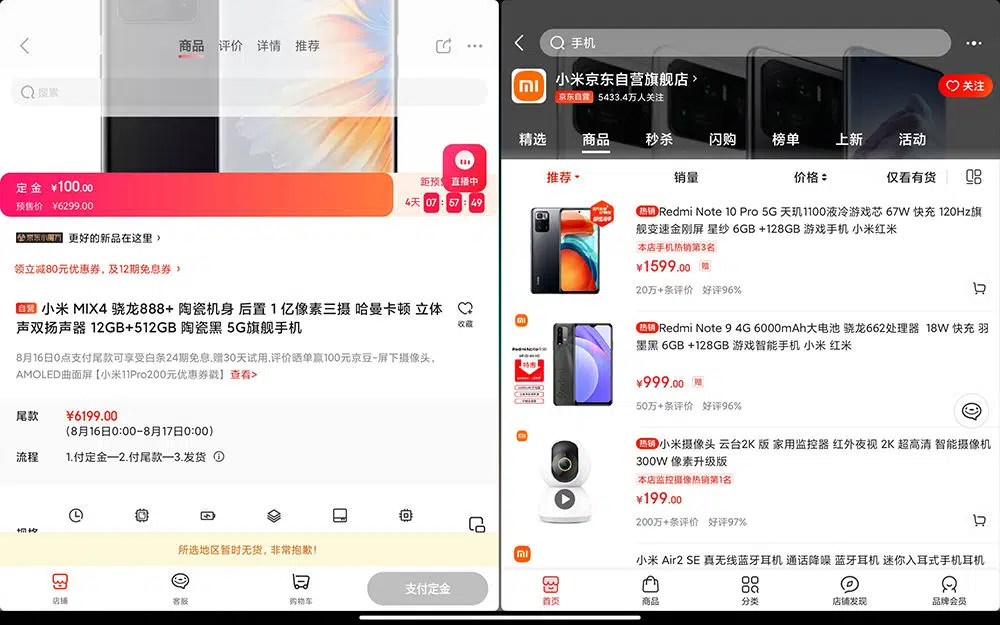 商品 评价 详情 推荐
搜索
直播中
定金 ¥100.00
预售价 ¥6299.00
4天 07 : 57 : 49
京东小魔方 更好的新品在这里 ›
领立减80元优惠券，及12期免息券 ›
自营 小米 MIX4 骁龙888+ 陶瓷机身 后置 1 亿像素三摄 哈曼卡顿 立体
声双扬声器 12GB+512GB 陶瓷黑 5G旗舰手机
收藏
8月16日0点支付尾款可享受白条24期免息,赠30天试用,评价晒单赢100元京豆-屏下摄像头,
AMOLED曲面屏【小米11Pro200元优惠券戳】 查看>
尾款 ¥6199.00
(8月16日0:00-8月17日0:00)
流程 1.付定金—2.付尾款—3.发货
所选地区暂时无货，非常抱歉！
店铺 客服 购物车 支付定金
手机
小米京东自营旗舰店 ›
京东自营 5433.4万人关注
关注
精选 商品 秒杀 闪购 榜单 上新 活动
推荐 销量 价格 仅看有货
热销 Redmi Note 10 Pro 5G 天玑1100液冷游戏芯 67W 快充 120Hz旗
舰变速金刚屏 星纱 6GB +128GB 游戏手机 小米红米
本店手机热销第3名
¥1599.00 赠
20万+条评价 好评96%
热销 Redmi Note 9 4G 6000mAh大电池 骁龙662处理器 18W 快充 羽
墨黑 6GB +128GB 游戏智能手机 小米 红米
特惠
¥999.00 赠
50万+条评价 好评96%
热销 小米摄像头 云台2K 版 家用监控器 红外夜视 2K 超高清 智能摄像机
300W 像素升级版
本店监控摄像热销第1名
¥199.00
200万+条评价 好评97%
小米 Air2 SE 真无线蓝牙耳机 通话降噪 蓝牙耳机 迷你入耳式手机耳机
首页 商品 分类 店铺发现 品牌会员